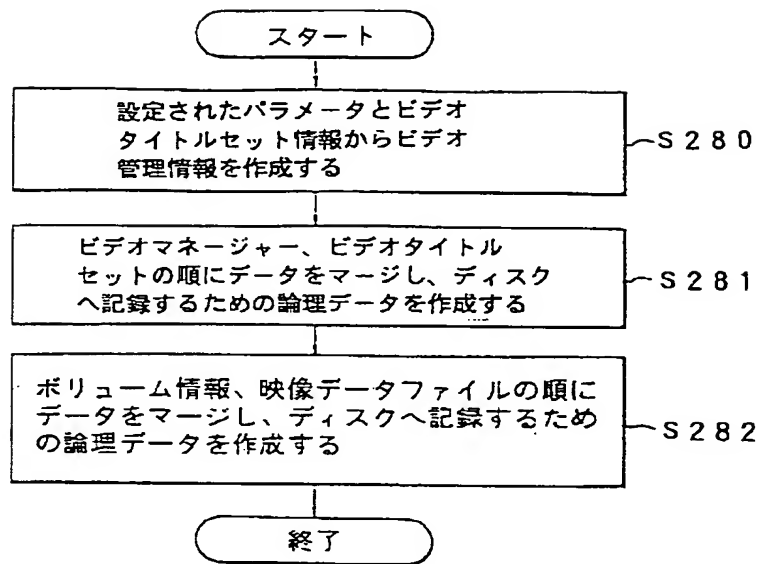 スタート
設定されたパラメータとビデオ
タイトルセット情報からビデオ
管理情報を作成する
S280
ビデオマネージャー、ビデオタイトル
セットの順にデータをマージし、ディスク
へ記録するための論理データを作成する
S281
ボリューム情報、映像データファイルの順に
データをマージし、ディスクへ記録するため
の論理データを作成する
S282
終了